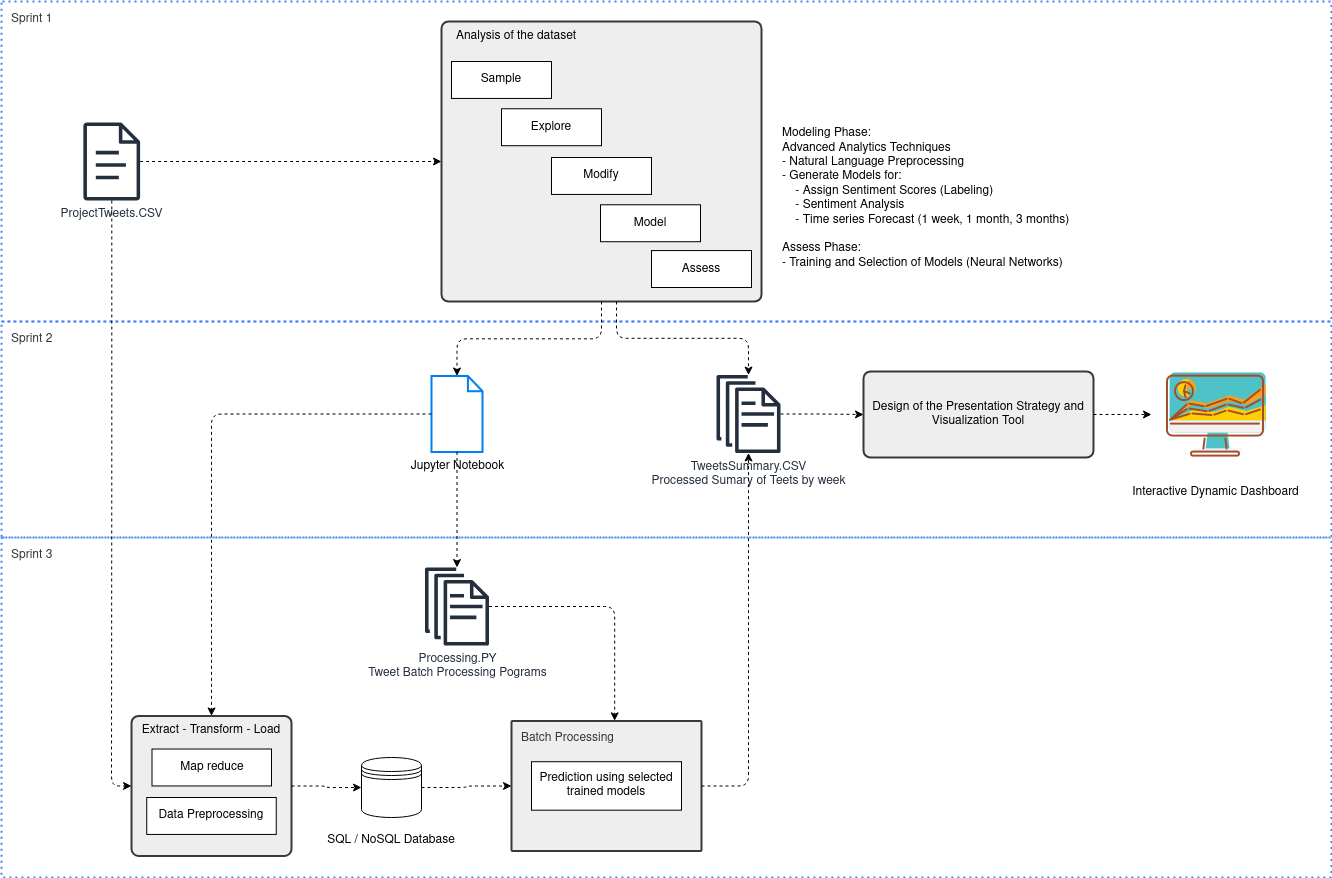 Sprint 1
Analysis of the dataset
Sample
Explore
Modify
Model
Assess
ProjectTweets.CSV
Modeling Phase:
Advanced Analytics Techniques
- Natural Language Preprocessing
- Generate Models for:
- Assign Sentiment Scores (Labeling)
- Sentiment Analysis
- Time series Forecast (1 week, 1 month, 3 months)
Assess Phase:
- Training and Selection of Models (Neural Networks)
Sprint 2
Jupyter Notebook
TweetsSummary.CSV
Processed Sumary of Teets by week
Design of the Presentation Strategy and
Visualization Tool
Interactive Dynamic Dashboard
Sprint 3
Processing.PY
Tweet Batch Processing Pograms
Extract - Transform - Load
Map reduce
Data Preprocessing
SQL / NoSQL Database
Batch Processing
Prediction using selected
trained models